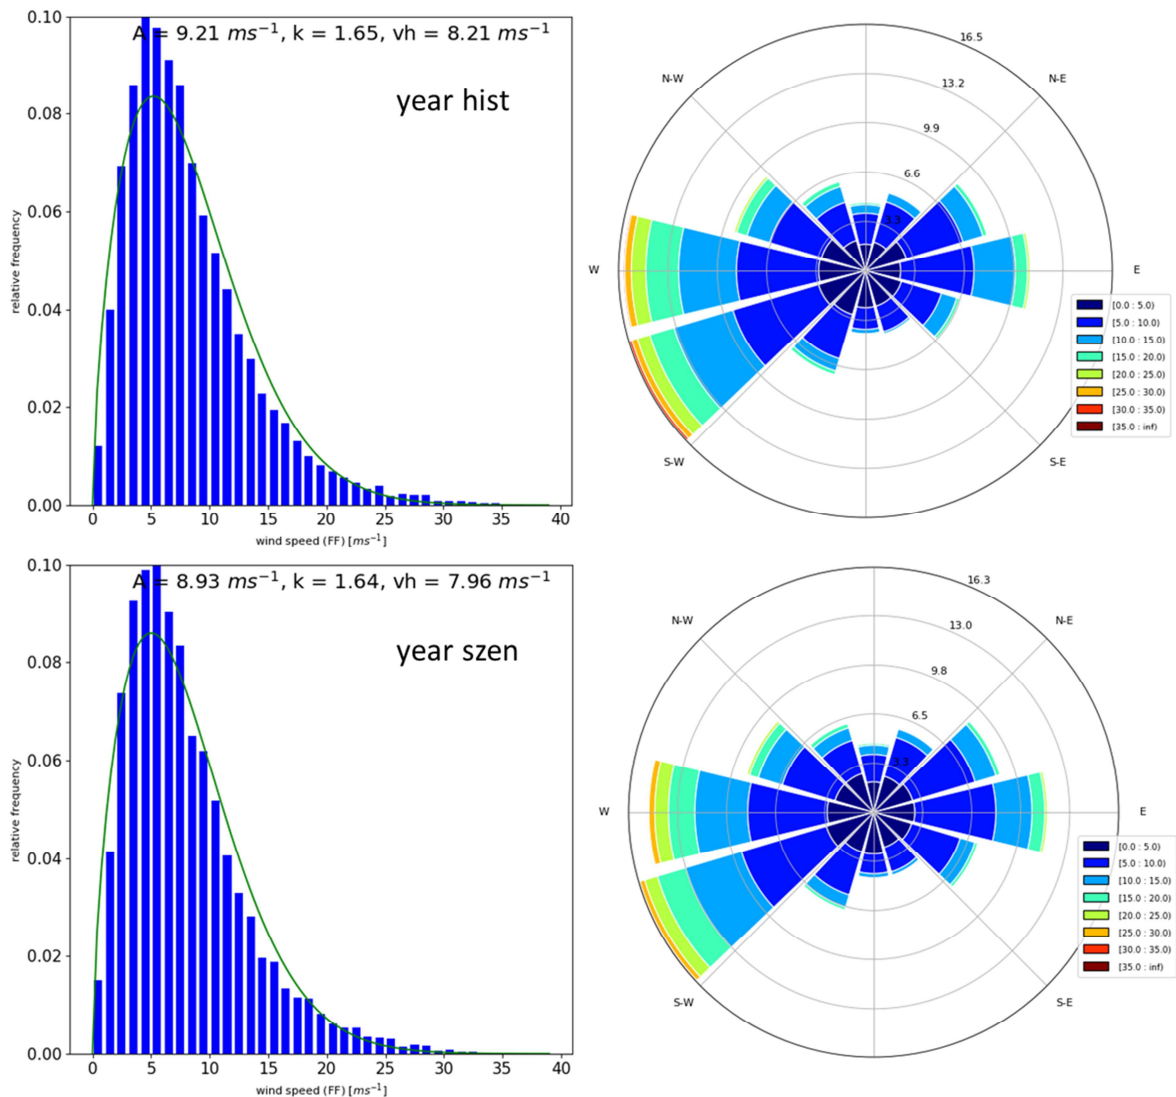 A = 9.21 ms⁻¹, k = 1.65, vh = 8.21 ms⁻¹
year hist
0.10
0.08
0.06
0.04
0.02
0.00
relative frequency
0 5 10 15 20 25 30 35 40
wind speed (FF) [ms⁻¹]
16.5
13.2
9.9
6.6
3.3
N-W
N-E
W
E
S-W
S-E
[0.0 : 5.0)
[5.0 : 10.0)
[10.0 : 15.0)
[15.0 : 20.0)
[20.0 : 25.0)
[25.0 : 30.0)
[30.0 : 35.0)
[35.0 : inf)
A = 8.93 ms⁻¹, k = 1.64, vh = 7.96 ms⁻¹
year szen
0.10
0.08
0.06
0.04
0.02
0.00
relative frequency
0 5 10 15 20 25 30 35 40
wind speed (FF) [ms⁻¹]
16.3
13.0
9.8
6.5
3.3
N-W
N-E
W
E
S-W
S-E
[0.0 : 5.0)
[5.0 : 10.0)
[10.0 : 15.0)
[15.0 : 20.0)
[20.0 : 25.0)
[25.0 : 30.0)
[30.0 : 35.0)
[35.0 : inf)